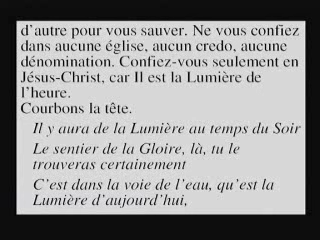 d'autre pour vous sauver. Ne vous confiez
dans aucune église, aucun credo, aucune
dénomination. Confiez-vous seulement en
Jésus-Christ, car Il est la Lumière de
l'heure.
Courbons la tête.
Il y aura de la Lumière au temps du Soir
Le sentier de la Gloire, là, tu le
trouveras certainement
C'est dans la voie de l'eau, qu'est la
Lumière d'aujourd'hui,